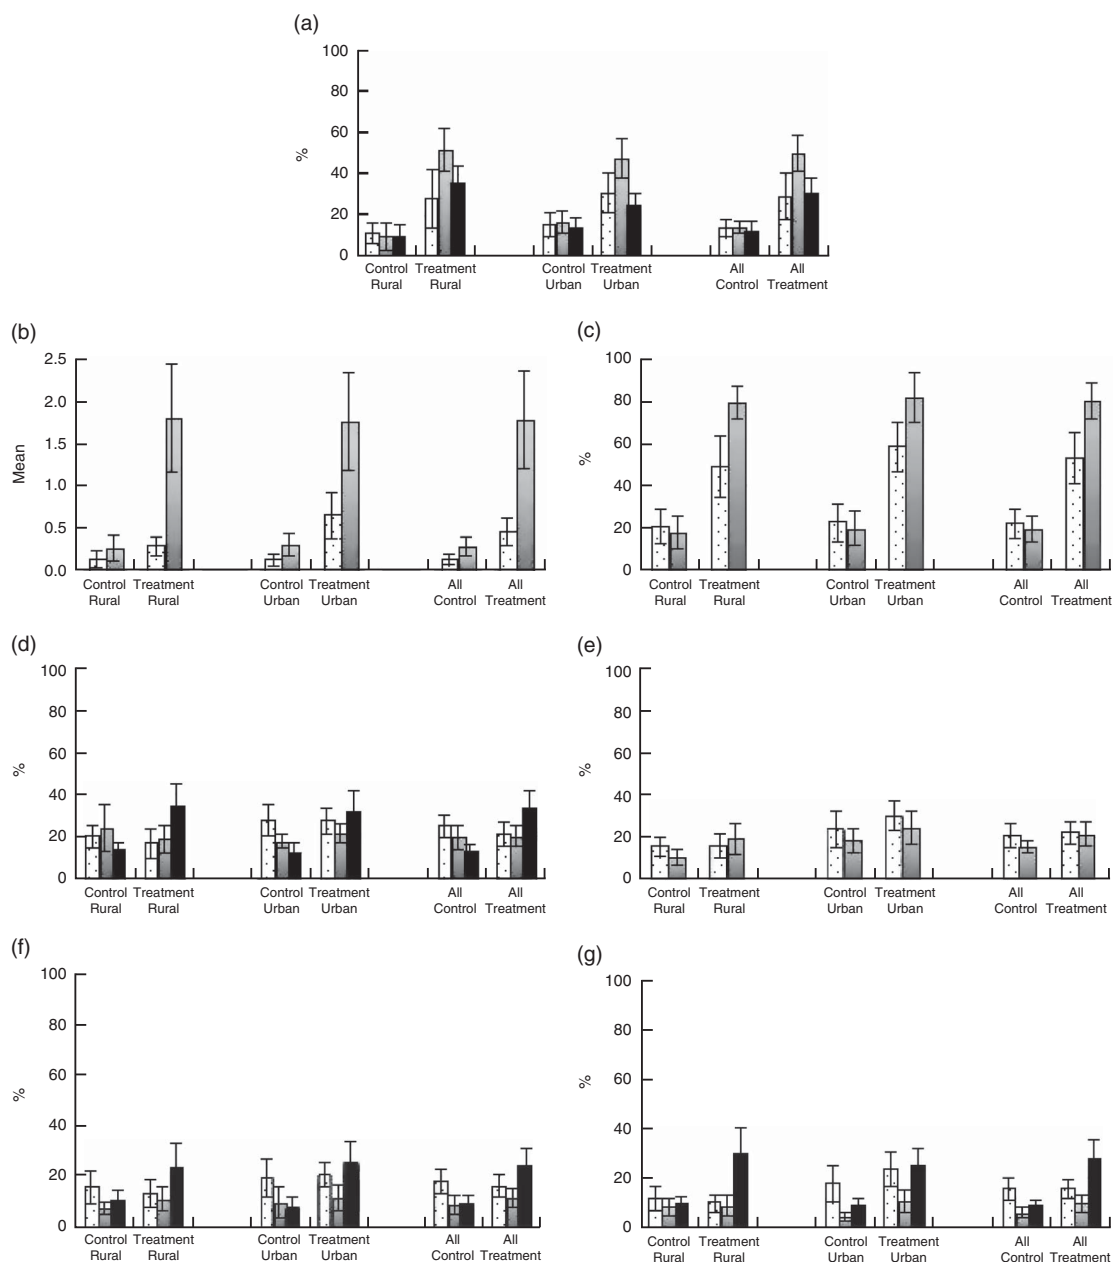 (a)
100
80
60
40
20
0
%
Control Treatment
Rural Rural
Control Treatment
Urban Urban
All All
Control Treatment
(b)
2.5
2.0
1.5
1.0
0.5
0.0
Mean
Control Treatment
Rural Rural
Control Treatment
Urban Urban
All All
Control Treatment
(c)
100
80
60
40
20
0
%
Control Treatment
Rural Rural
Control Treatment
Urban Urban
All All
Control Treatment
(d)
100
80
60
40
20
0
%
Control Treatment
Rural Rural
Control Treatment
Urban Urban
All All
Control Treatment
(e)
100
80
60
40
20
0
%
Control Treatment
Rural Rural
Control Treatment
Urban Urban
All All
Control Treatment
(f)
100
80
60
40
20
0
%
Control Treatment
Rural Rural
Control Treatment
Urban Urban
All All
Control Treatment
(g)
100
80
60
40
20
0
%
Control Treatment
Rural Rural
Control Treatment
Urban Urban
All All
Control Treatment